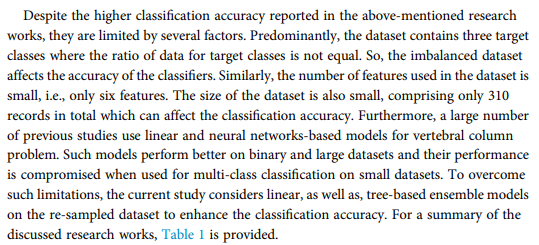 Despite the higher classification accuracy reported in the above-mentioned research
works, they are limited by several factors. Predominantly, the dataset contains three target
classes where the ratio of data for target classes is not equal. So, the imbalanced dataset
affects the accuracy of the classifiers. Similarly, the number of features used in the dataset is
small, i.e., only six features. The size of the dataset is also small, comprising only 310
records in total which can affect the classification accuracy. Furthermore, a large number
of previous studies use linear and neural networks-based models for vertebral column
problem. Such models perform better on binary and large datasets and their performance
is compromised when used for multi-class classification on small datasets. To overcome
such limitations, the current study considers linear, as well as, tree-based ensemble models
on the re-sampled dataset to enhance the classification accuracy. For a summary of the
discussed research works, Table 1 is provided.